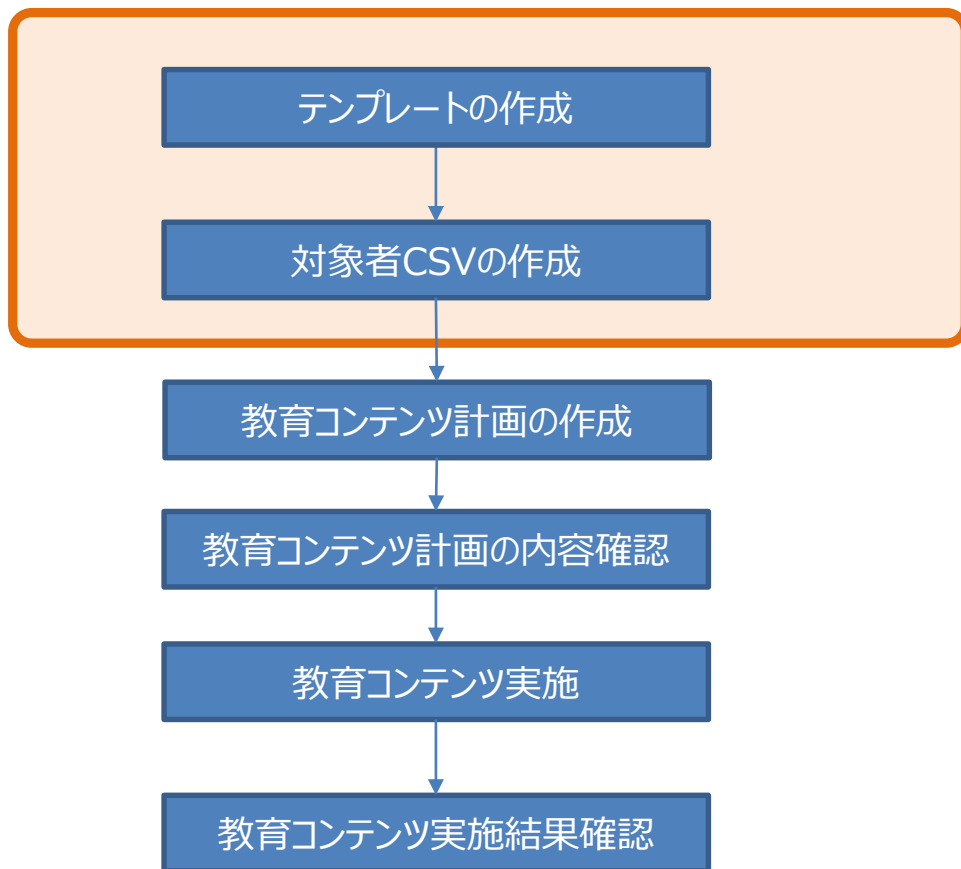 テンプレートの作成
対象者CSVの作成
教育コンテンツ計画の作成
教育コンテンツ計画の内容確認
教育コンテンツ実施
教育コンテンツ実施結果確認